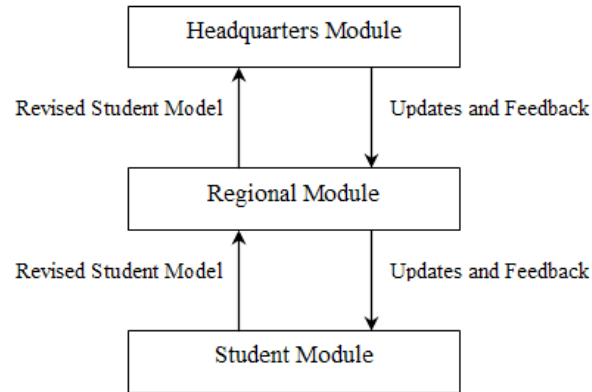 Headquarters Module
Revised Student Model
Updates and Feedback
Regional Module
Revised Student Model
Updates and Feedback
Student Module